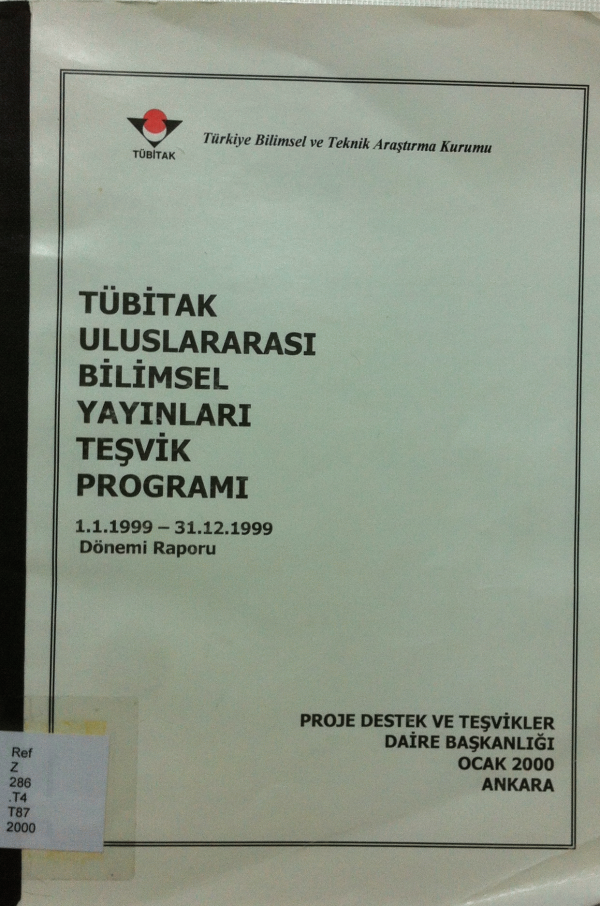 TÜBİTAK
Türkiye Bilimsel ve Teknik Araştırma Kurumu
TÜBİTAK
ULUSLARARASI
BİLİMSEL
YAYINLARI
TEŞVİK
PROGRAMI
1.1.1999 – 31.12.1999
Dönemi Raporu
PROJE DESTEK VE TEŞVİKLER
DAİRE BAŞKANLIĞI
OCAK 2000
ANKARA
Ref
Z
286
.T4
T87
2000